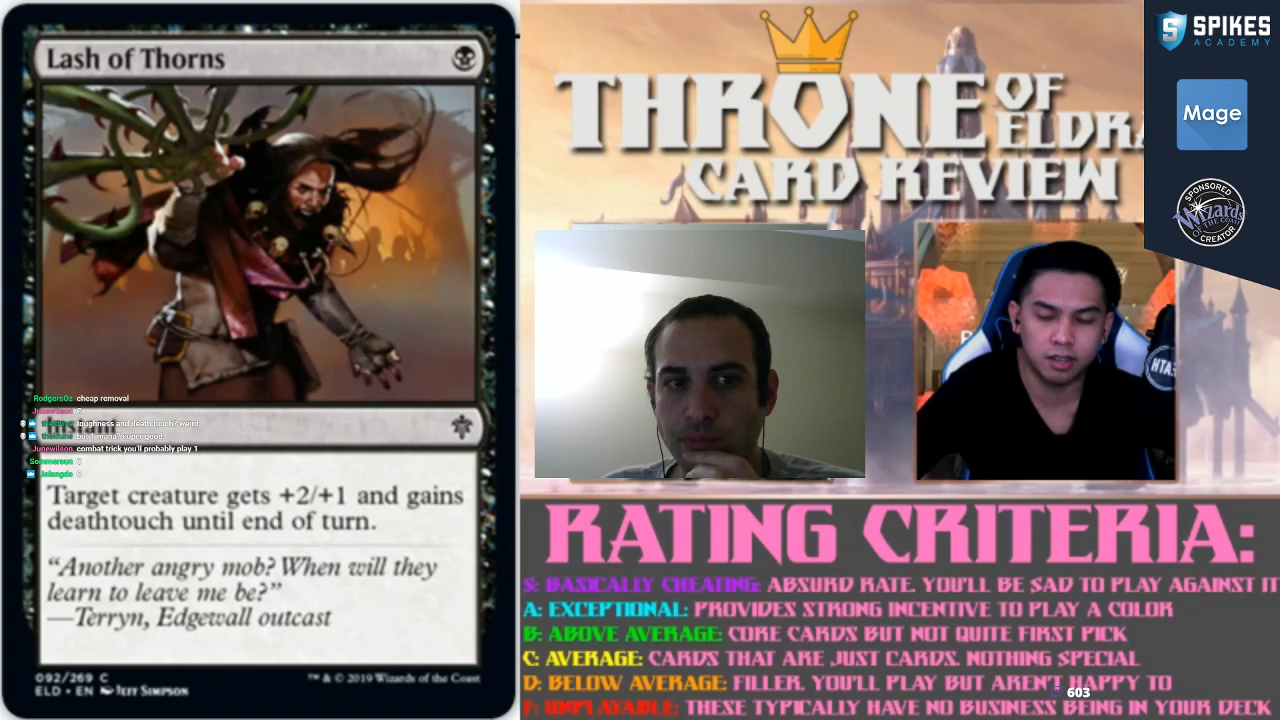 Lash of Thorns
RodgersOz cheap removal
Junewilson C
toughness and deathtouch? weird
but 1 mana? super good
Junewilson combat trick you'll probably play 1
Sommersun
Jalangdo C
Target creature gets +2/+1 and gains
deathtouch until end of turn.
“Another angry mob? When will they
learn to leave me be?”
—Terryn, Edgewall outcast
092/269 C
ELD • EN JEFF SIMPSON
™ & © 2019 Wizards of the Coast
THRONE OF
ELDRA
CARD REVIEW
SPIKES
ACADEMY
Mage
SPONSORED
Wizards
OF THE COAST
CREATOR
HTA
RATING CRITERIA:
S: BASICALLY CHEATING: ABSURD RATE. YOU'LL BE SAD TO PLAY AGAINST IT
A: EXCEPTIONAL: PROVIDES STRONG INCENTIVE TO PLAY A COLOR
B: ABOVE AVERAGE: CORE CARDS BUT NOT QUITE FIRST PICK
C: AVERAGE: CARDS THAT ARE JUST CARDS. NOTHING SPECIAL
D: BELOW AVERAGE: FILLER. YOU'LL PLAY BUT AREN'T HAPPY TO
603
F: UNPLAYABLE: THESE TYPICALLY HAVE NO BUSINESS BEING IN YOUR DECK